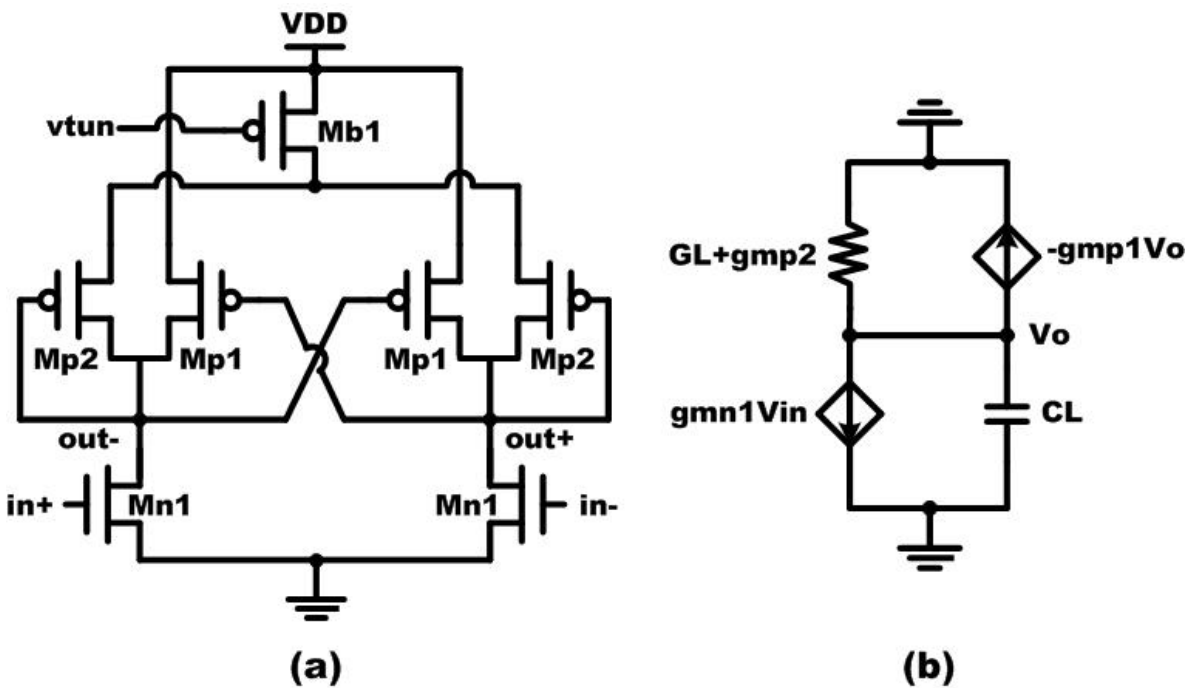 VDD
vtun
Mb1
Mp2
Mp1
Mp1
Mp2
out-
out+
in+
Mn1
Mn1
in-
(a)
GL+gmp2
-gmp1Vo
Vo
gmn1Vin
CL
(b)